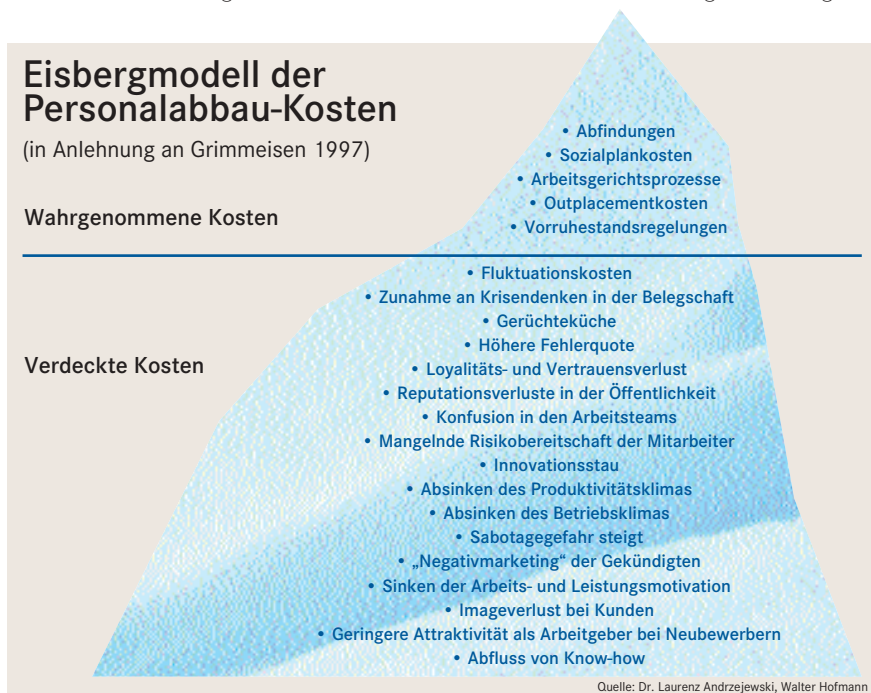 Eisbergmodell der
Personalabbau-Kosten
(in Anlehnung an Grimmeisen 1997)
• Abfindungen
• Sozialplankosten
• Arbeitsgerichtsprozesse
• Outplacementkosten
• Vorruhestandsregelungen
Wahrgenommene Kosten
• Fluktuationskosten
• Zunahme an Krisendenken in der Belegschaft
• Gerüchteküche
• Höhere Fehlerquote
• Loyalitäts- und Vertrauensverlust
Verdeckte Kosten
• Reputationsverluste in der Öffentlichkeit
• Konfusion in den Arbeitsteams
• Mangelnde Risikobereitschaft der Mitarbeiter
• Innovationsstau
• Absinken des Produktivitätsklimas
• Absinken des Betriebsklimas
• Sabotagegefahr steigt
• „Negativmarketing“ der Gekündigten
• Sinken der Arbeits- und Leistungsmotivation
• Imageverlust bei Kunden
• Geringere Attraktivität als Arbeitgeber bei Neubewerbern
• Abfluss von Know-how
Quelle: Dr. Laurenz Andrzejewski, Walter Hofmann